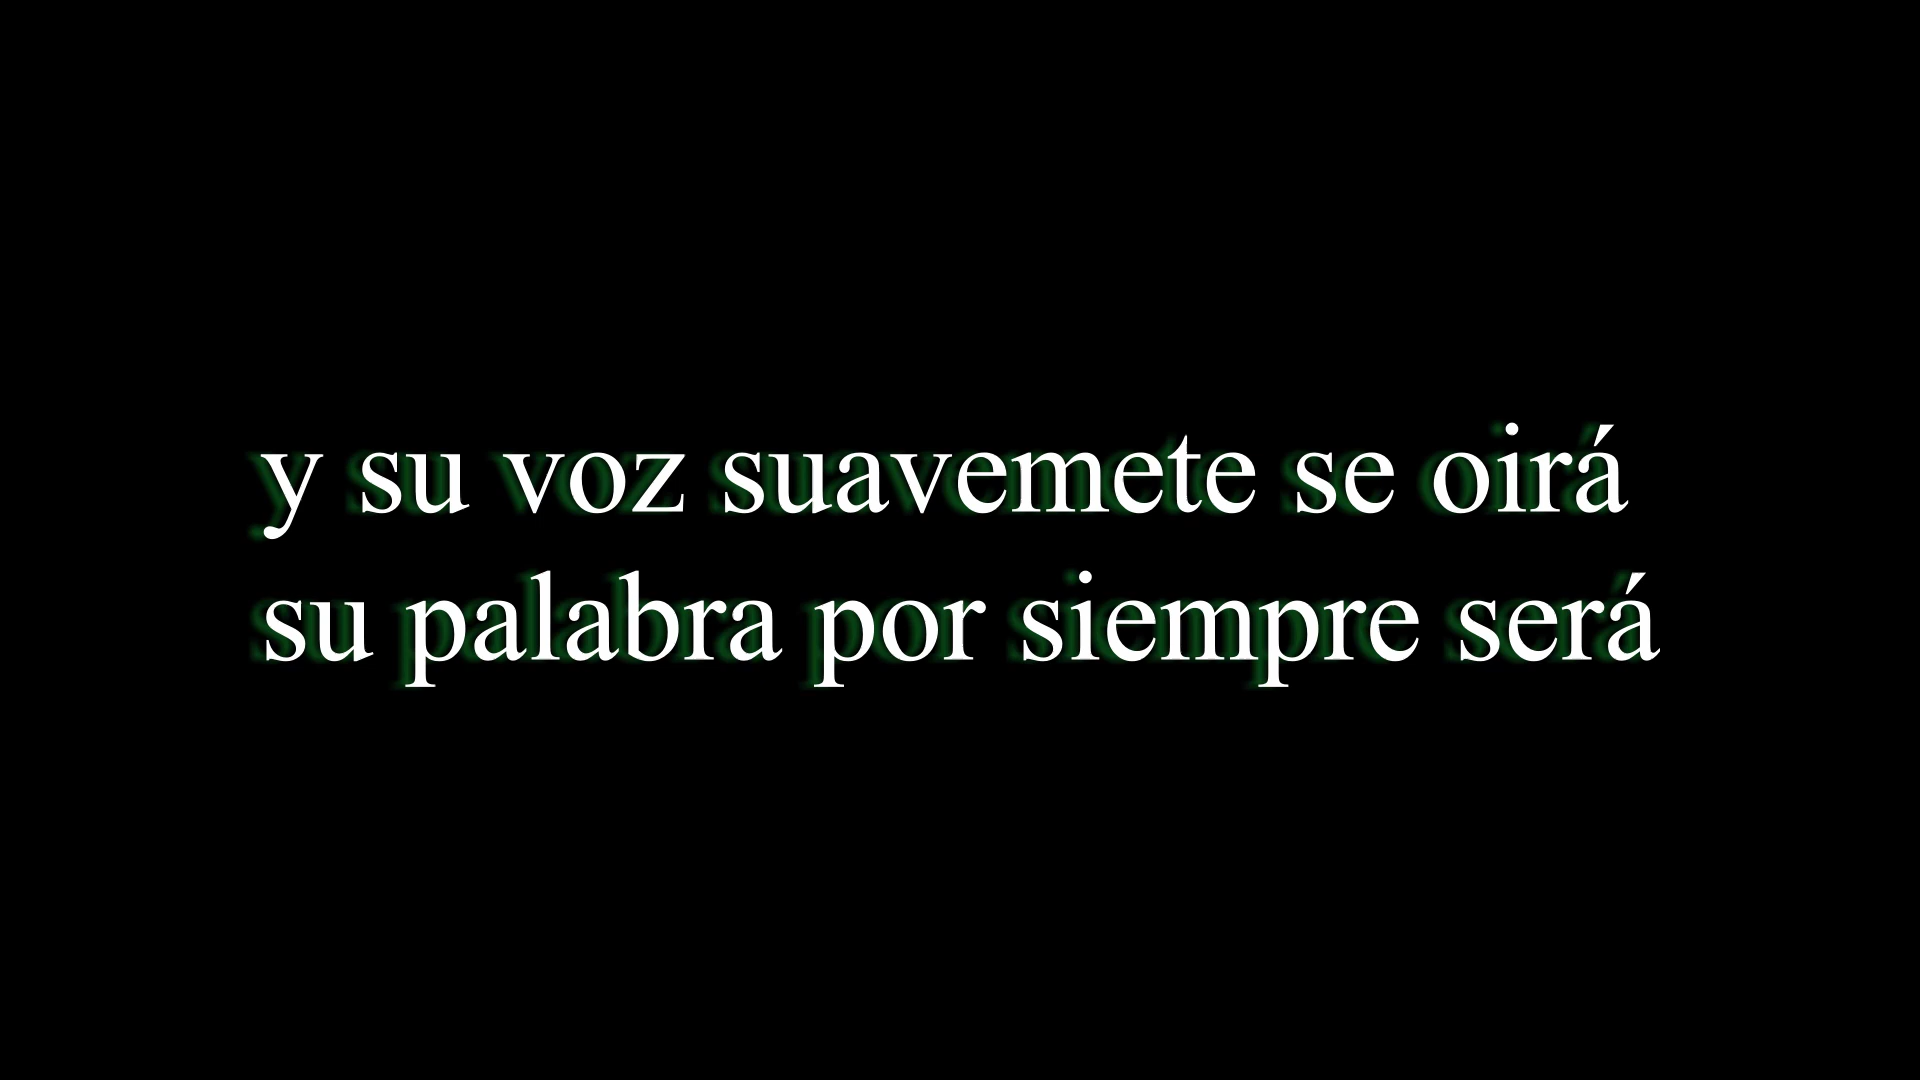 y su voz suavemete se oirá
su palabra por siempre será